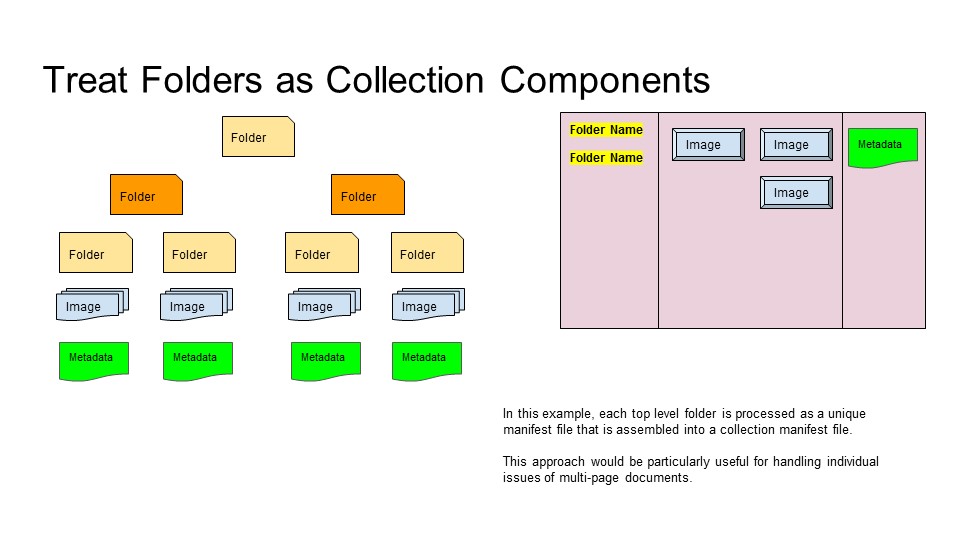 Treat Folders as Collection Components
Folder
Folder
Folder
Folder
Folder
Folder
Folder
Image
Image
Image
Image
Metadata
Metadata
Metadata
Metadata
Folder Name
Folder Name
Image
Image
Image
Metadata
In this example, each top level folder is processed as a unique
manifest file that is assembled into a collection manifest file.
This approach would be particularly useful for handling individual
issues of multi-page documents.